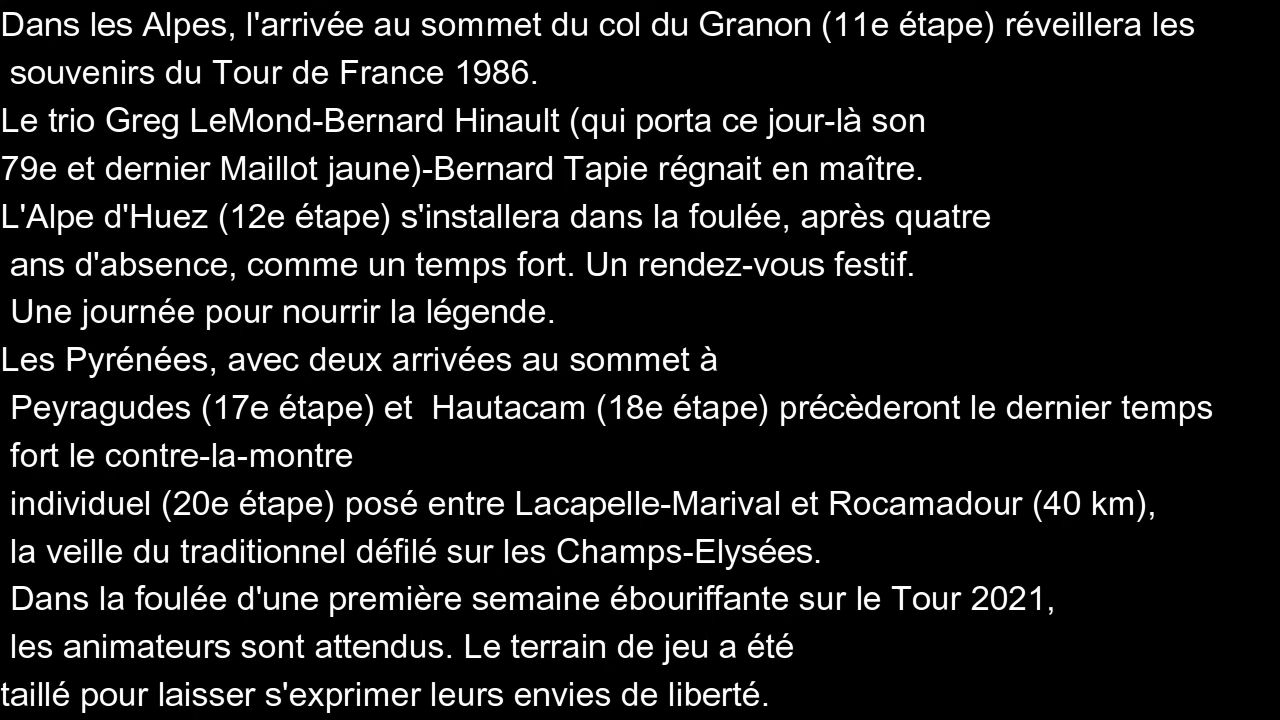 Dans les Alpes, l'arrivée au sommet du col du Granon (11e étape) réveillera les
souvenirs du Tour de France 1986.
Le trio Greg LeMond-Bernard Hinault (qui porta ce jour-là son
79e et dernier Maillot jaune)-Bernard Tapie régnait en maître.
L'Alpe d'Huez (12e étape) s'installera dans la foulée, après quatre
ans d'absence, comme un temps fort. Un rendez-vous festif.
Une journée pour nourrir la légende.
Les Pyrénées, avec deux arrivées au sommet à
Peyragudes (17e étape) et  Hautacam (18e étape) précèderont le dernier temps
fort le contre-la-montre
individuel (20e étape) posé entre Lacapelle-Marival et Rocamadour (40 km),
la veille du traditionnel défilé sur les Champs-Elysées.
Dans la foulée d'une première semaine ébouriffante sur le Tour 2021,
les animateurs sont attendus. Le terrain de jeu a été
taillé pour laisser s'exprimer leurs envies de liberté.